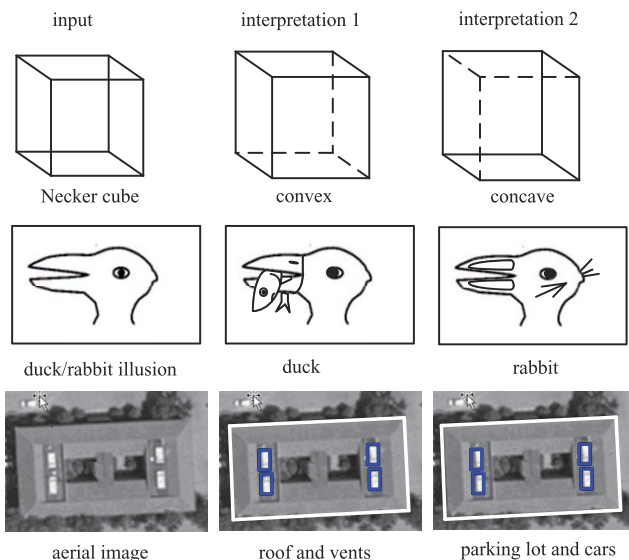 input interpretation 1 interpretation 2
Necker cube convex concave
duck/rabbit illusion duck rabbit
aerial image roof and vents parking lot and cars